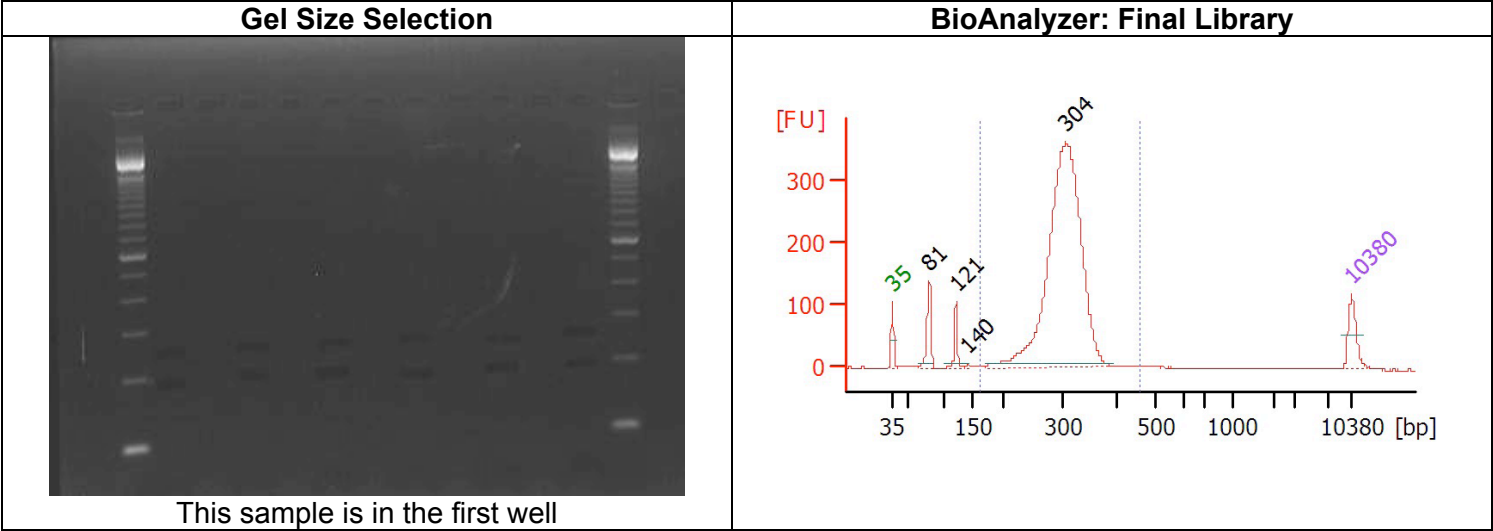 Gel Size Selection
BioAnalyzer: Final Library
This sample is in the first well
[FU]
300
200
100
0
35
81
121
140
304
10380
35 150 300 500 1000 10380 [bp]